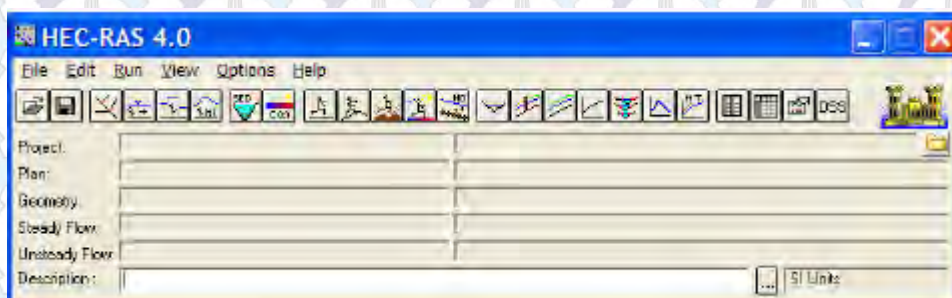 HEC-RAS 4.0
File Edit Run View Options Help
DSS
Project:
Plan:
Geometry:
Steady Flow:
Unsteady Flow:
Description: ... SI Units